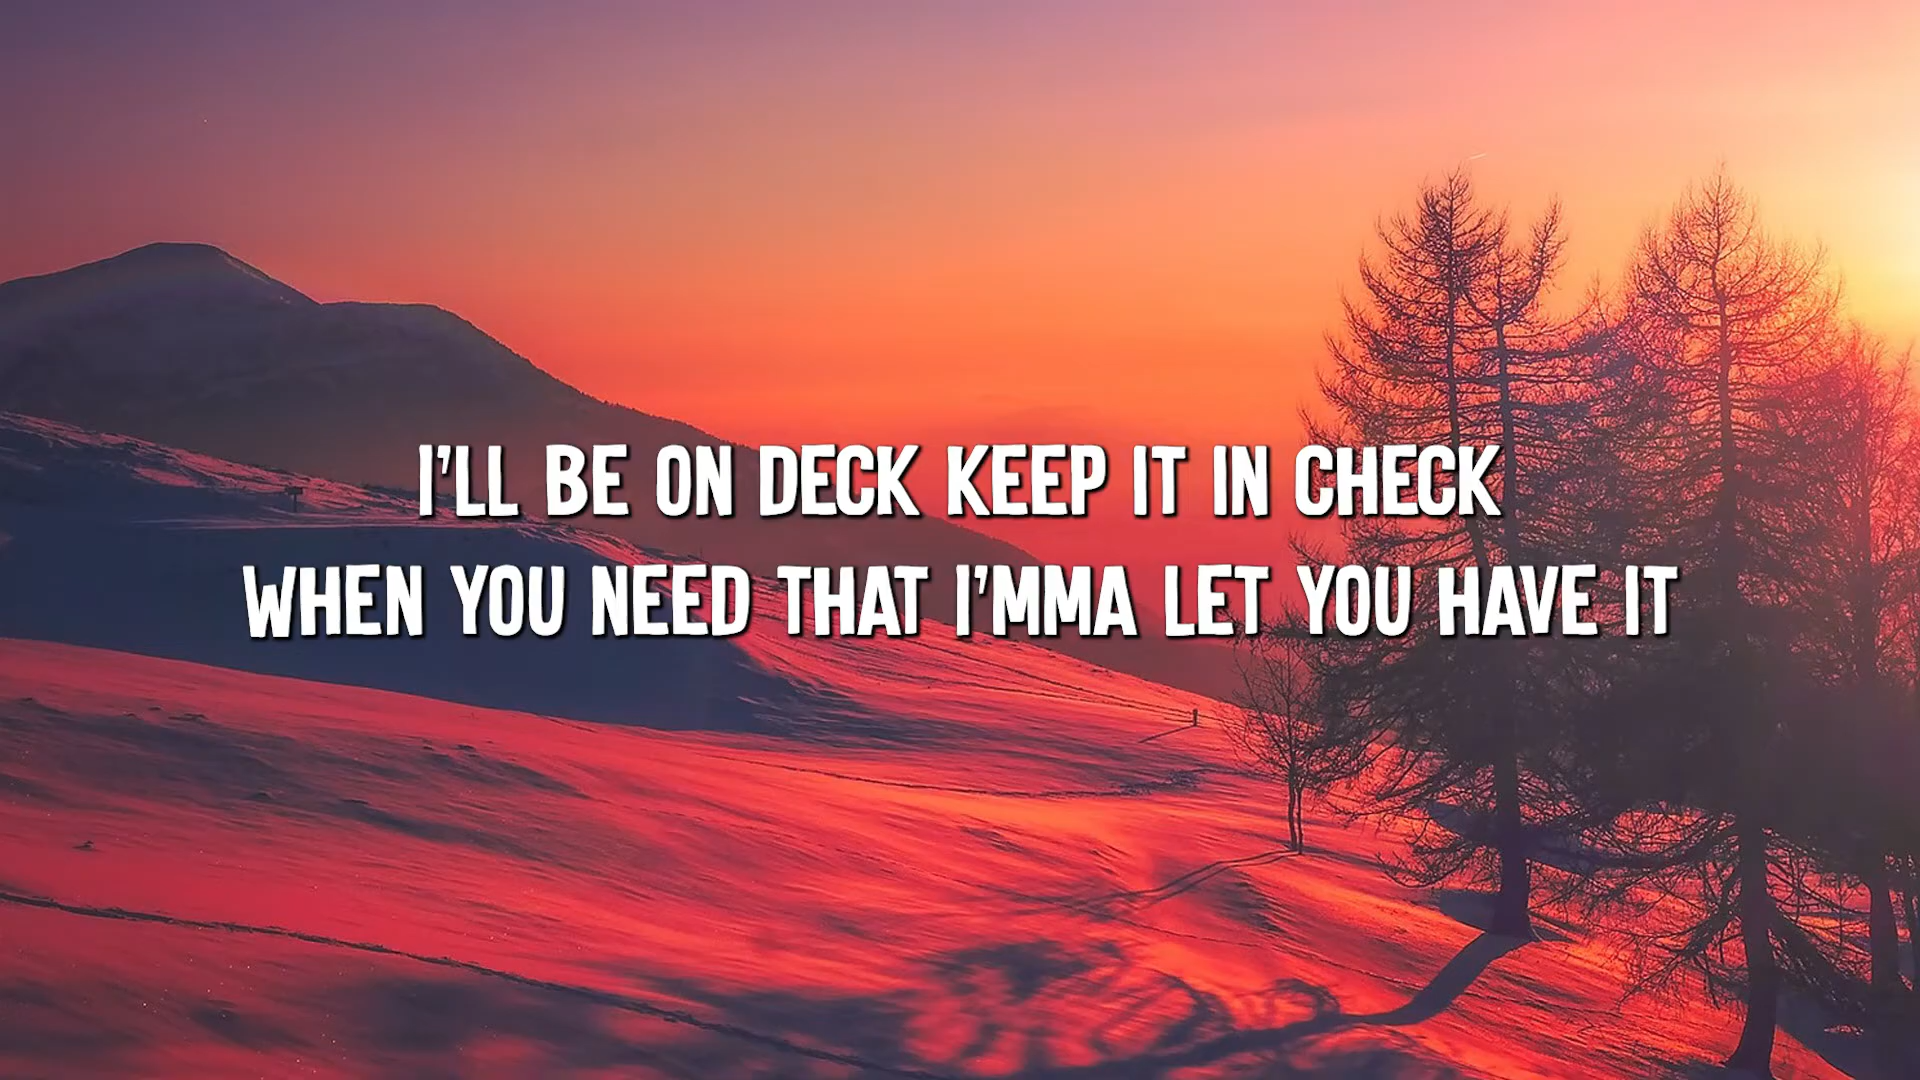 I'LL BE ON DECK KEEP IT IN CHECK
WHEN YOU NEED THAT I'MMA LET YOU HAVE IT